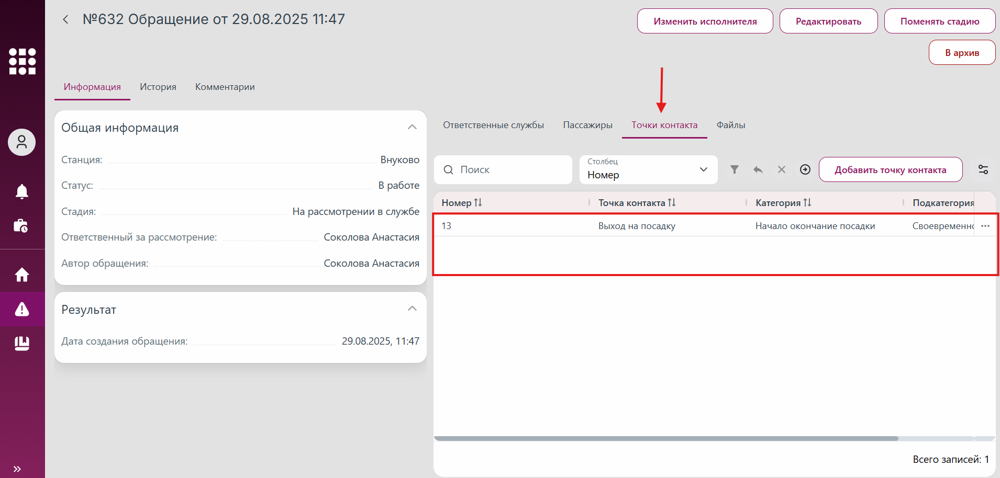 №632 Обращение от 29.08.2025 11:47
Изменить исполнителя
Редактировать
Поменять стадию
В архив
Информация
История
Комментарии
Общая информация
Станция: Внуково
Статус: В работе
Стадия: На рассмотрении в службе
Ответственный за рассмотрение: Соколова Анастасия
Автор обращения: Соколова Анастасия
Результат
Дата создания обращения: 29.08.2025, 11:47
Ответственные службы
Пассажиры
Точки контакта
Файлы
Поиск
Столбец
Номер
Добавить точку контакта
Номер Точка контакта Категория Подкатегория
13 Выход на посадку Начало окончание посадки Своевременно
Всего записей: 1